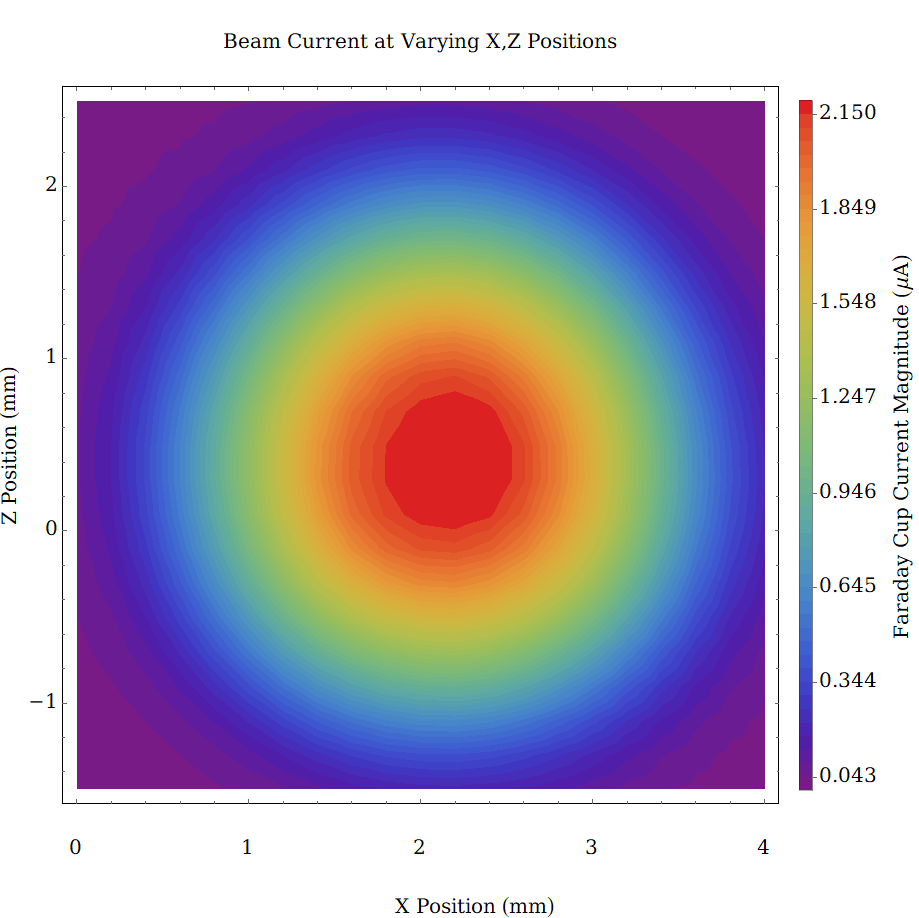 Beam Current at Varying X,Z Positions
2
1
0
−1
Z Position (mm)
0 1 2 3 4
X Position (mm)
2.150
1.849
1.548
1.247
0.946
0.645
0.344
0.043
Faraday Cup Current Magnitude (μA)